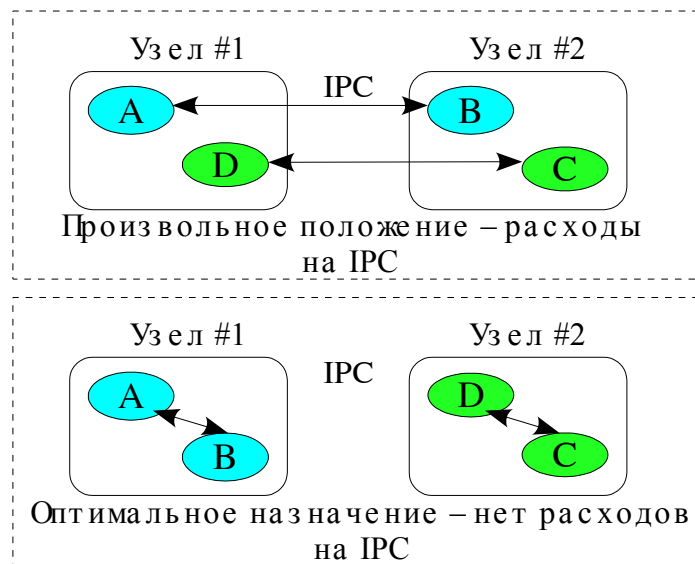 Узел #1 Узел #2
IPC
A B
D C
Произвольное положение – расходы
на IPC
Узел #1 Узел #2
IPC
A D
B C
Оптимальное назначение – нет расходов
на IPC